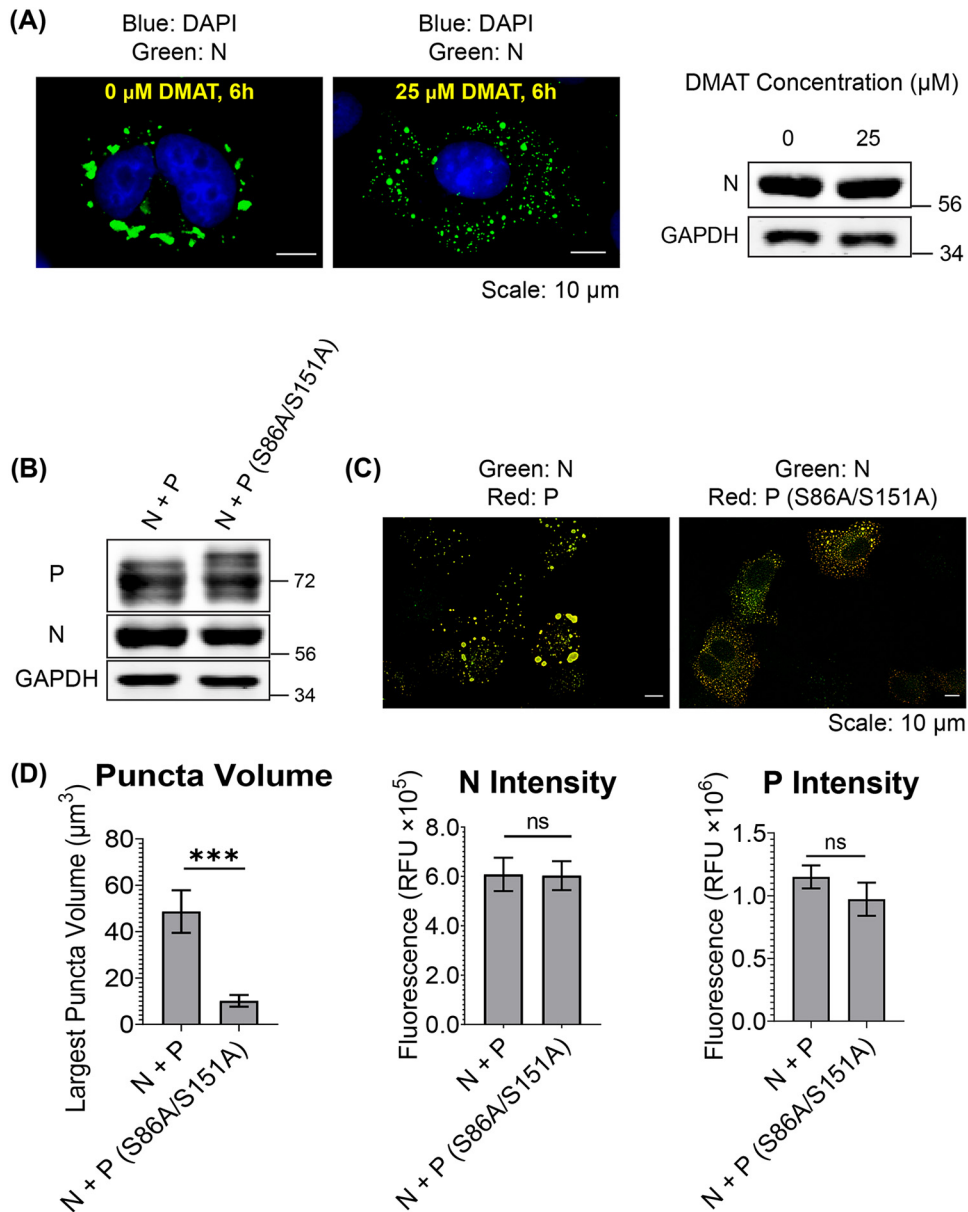 (A)
Blue: DAPI
Green: N
Blue: DAPI
Green: N
0 µM DMAT, 6h
25 µM DMAT, 6h
Scale: 10 µm
DMAT Concentration (µM)
0 25
N
56
GAPDH
34
(B)
N + P
N + P (S86A/S151A)
P
72
N
56
GAPDH
34
(C)
Green: N
Red: P
Green: N
Red: P (S86A/S151A)
Scale: 10 µm
(D)
Puncta Volume
Largest Puncta Volume (µm³)
80
60
40
20
0
***
N + P
N + P (S86A/S151A)
N Intensity
Fluorescence (RFU ×10⁵)
8.0
6.0
4.0
2.0
0.0
ns
N + P
N + P (S86A/S151A)
P Intensity
Fluorescence (RFU ×10⁶)
1.5
1.0
0.5
0.0
ns
N + P
N + P (S86A/S151A)